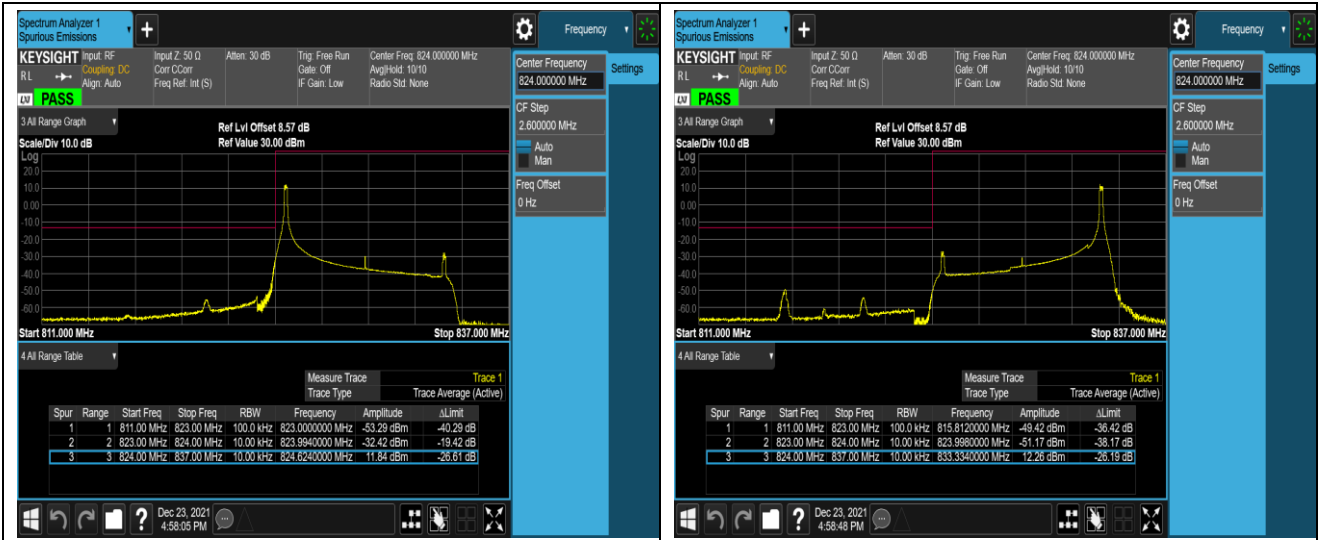 Spectrum Analyzer 1
Spurious Emissions
+
Frequency
KEYSIGHT Input: RF Input Z: 50 Ω Atten: 30 dB Trig: Free Run Center Freq: 824.000000 MHz
RL Coupling: DC Corr CCorr Gate: Off Avg|Hold: 10/10
Align: Auto Freq Ref: Int (S) IF Gain: Low Radio Std: None
LXI PASS
Center Frequency
824.000000 MHz
Settings
CF Step
2.600000 MHz
Auto
Man
Freq Offset
0 Hz
3 All Range Graph
Ref Lvl Offset 8.57 dB
Scale/Div 10.0 dB Ref Value 30.00 dBm
Log
20.0
10.0
0.00
-10.0
-20.0
-30.0
-40.0
-50.0
-60.0
Start 811.000 MHz Stop 837.000 MHz
4 All Range Table
Measure Trace Trace 1
Trace Type Trace Average (Active)
Spur Range Start Freq Stop Freq RBW Frequency Amplitude ΔLimit
1 1 811.00 MHz 823.00 MHz 100.0 kHz 823.0000000 MHz -53.29 dBm -40.29 dB
2 2 823.00 MHz 824.00 MHz 10.00 kHz 823.9940000 MHz -32.42 dBm -19.42 dB
3 3 824.00 MHz 837.00 MHz 10.00 kHz 824.6240000 MHz 11.84 dBm -26.61 dB
?
Dec 23, 2021
4:58:05 PM
Spectrum Analyzer 1
Spurious Emissions
+
Frequency
KEYSIGHT Input: RF Input Z: 50 Ω Atten: 30 dB Trig: Free Run Center Freq: 824.000000 MHz
RL Coupling: DC Corr CCorr Gate: Off Avg|Hold: 10/10
Align: Auto Freq Ref: Int (S) IF Gain: Low Radio Std: None
LXI PASS
Center Frequency
824.000000 MHz
Settings
CF Step
2.600000 MHz
Auto
Man
Freq Offset
0 Hz
3 All Range Graph
Ref Lvl Offset 8.57 dB
Scale/Div 10.0 dB Ref Value 30.00 dBm
Log
20.0
10.0
0.00
-10.0
-20.0
-30.0
-40.0
-50.0
-60.0
Start 811.000 MHz Stop 837.000 MHz
4 All Range Table
Measure Trace Trace 1
Trace Type Trace Average (Active)
Spur Range Start Freq Stop Freq RBW Frequency Amplitude ΔLimit
1 1 811.00 MHz 823.00 MHz 100.0 kHz 815.8120000 MHz -49.42 dBm -36.42 dB
2 2 823.00 MHz 824.00 MHz 10.00 kHz 823.9980000 MHz -51.17 dBm -38.17 dB
3 3 824.00 MHz 837.00 MHz 10.00 kHz 833.3340000 MHz 12.26 dBm -26.19 dB
?
Dec 23, 2021
4:58:48 PM